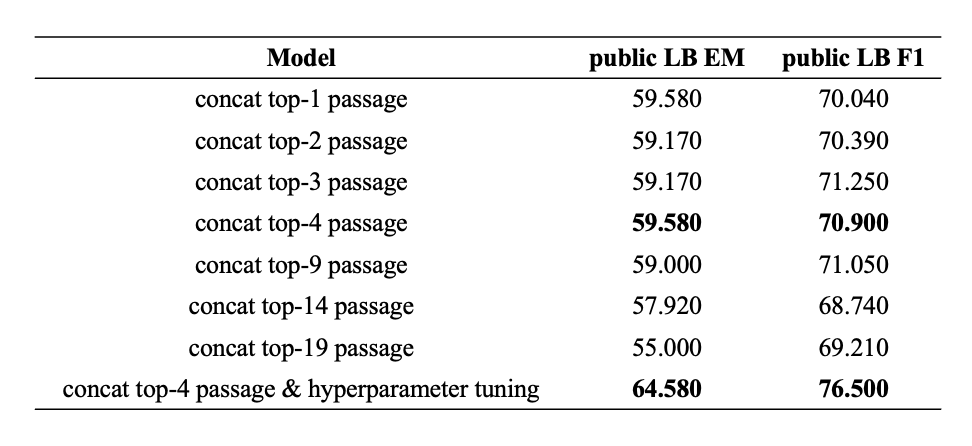 Model public LB EM public LB F1
concat top-1 passage 59.580 70.040
concat top-2 passage 59.170 70.390
concat top-3 passage 59.170 71.250
concat top-4 passage 59.580 70.900
concat top-9 passage 59.000 71.050
concat top-14 passage 57.920 68.740
concat top-19 passage 55.000 69.210
concat top-4 passage & hyperparameter tuning 64.580 76.500